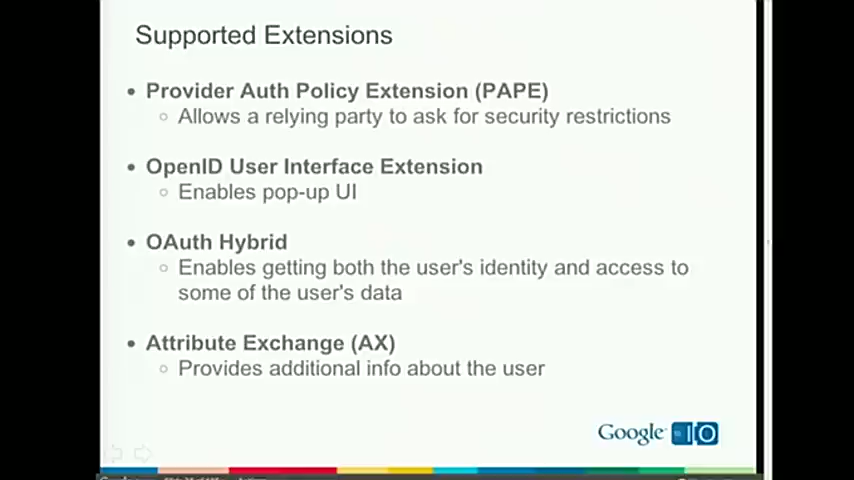 Supported Extensions
• Provider Auth Policy Extension (PAPE)
○ Allows a relying party to ask for security restrictions
• OpenID User Interface Extension
○ Enables pop-up UI
• OAuth Hybrid
○ Enables getting both the user's identity and access to
some of the user's data
• Attribute Exchange (AX)
○ Provides additional info about the user
Google IO